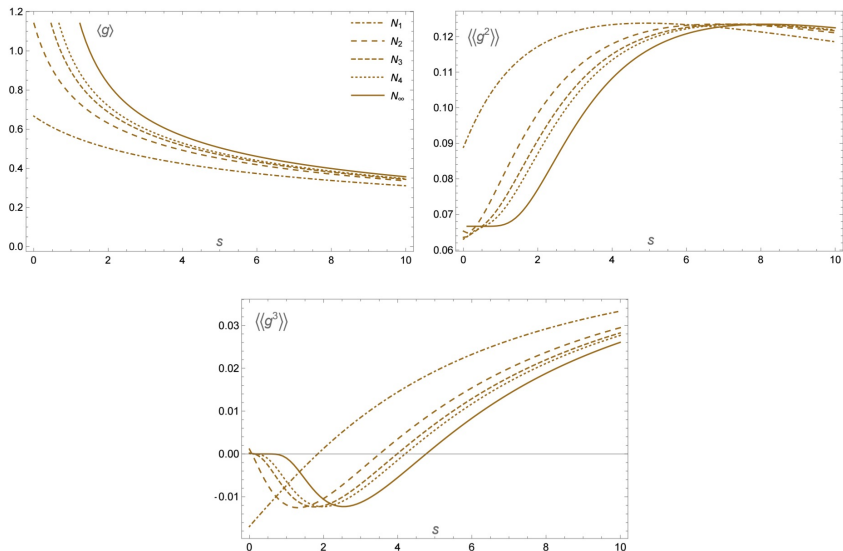 ⟨g⟩
N₁
N₂
N₃
N₄
N∞
1.2
1.0
0.8
0.6
0.4
0.2
0.0
0 2 4 6 8 10
s
⟨⟨g²⟩⟩
0.12
0.11
0.10
0.09
0.08
0.07
0.06
0 2 4 6 8 10
s
⟨⟨g³⟩⟩
0.03
0.02
0.01
0.00
-0.01
0 2 4 6 8 10
s